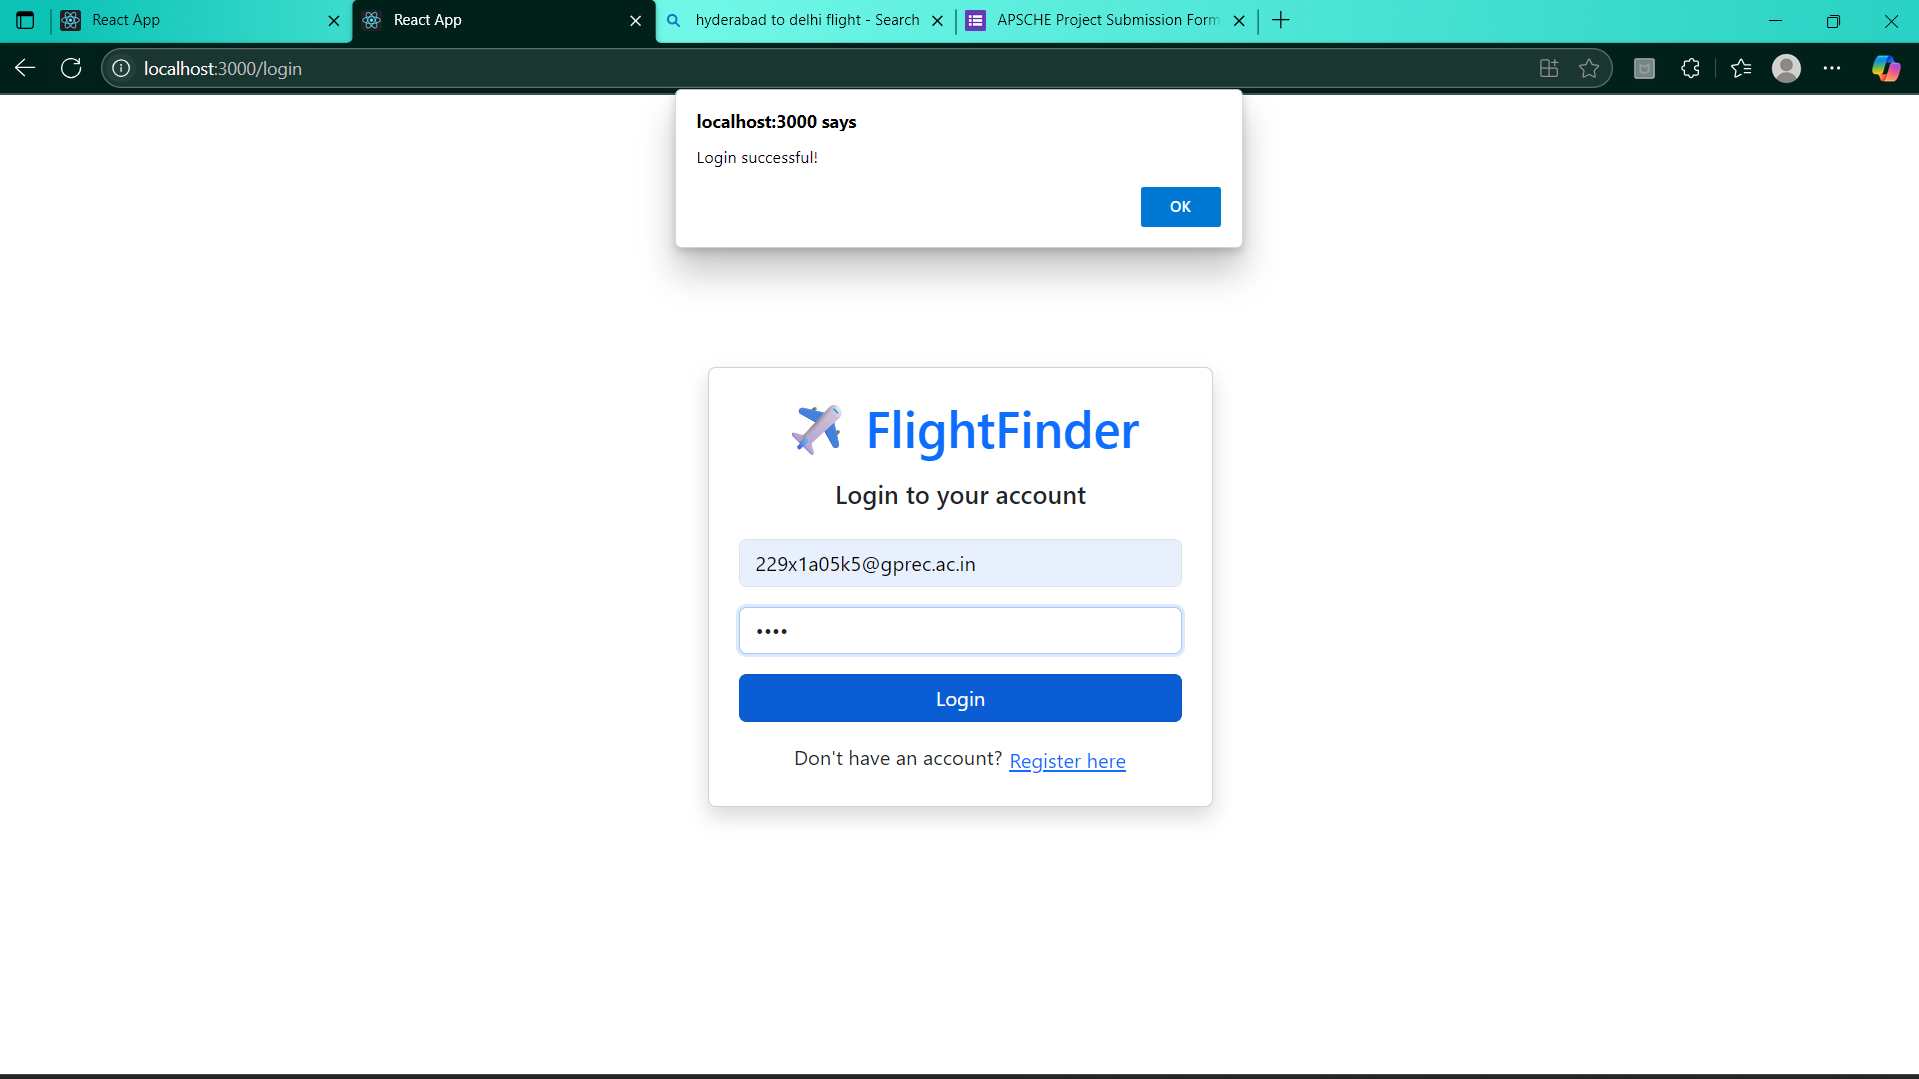 React App
React App
hyderabad to delhi flight - Search
APSCHE Project Submission Form
localhost:3000/login
localhost:3000 says
Login successful!
OK
FlightFinder
Login to your account
229x1a05k5@gprec.ac.in
••••
Login
Don't have an account? Register here